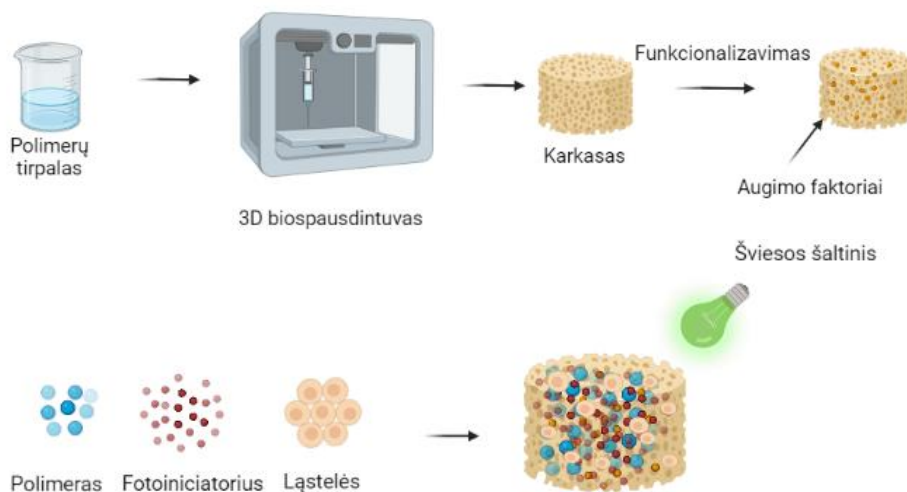 Funkcionalizavimas
Polimerų
tirpalas
Karkasas
Augimo faktoriai
3D biospausdintuvas
Šviesos šaltinis
Polimeras
Fotoiniciatorius
Ląstelės